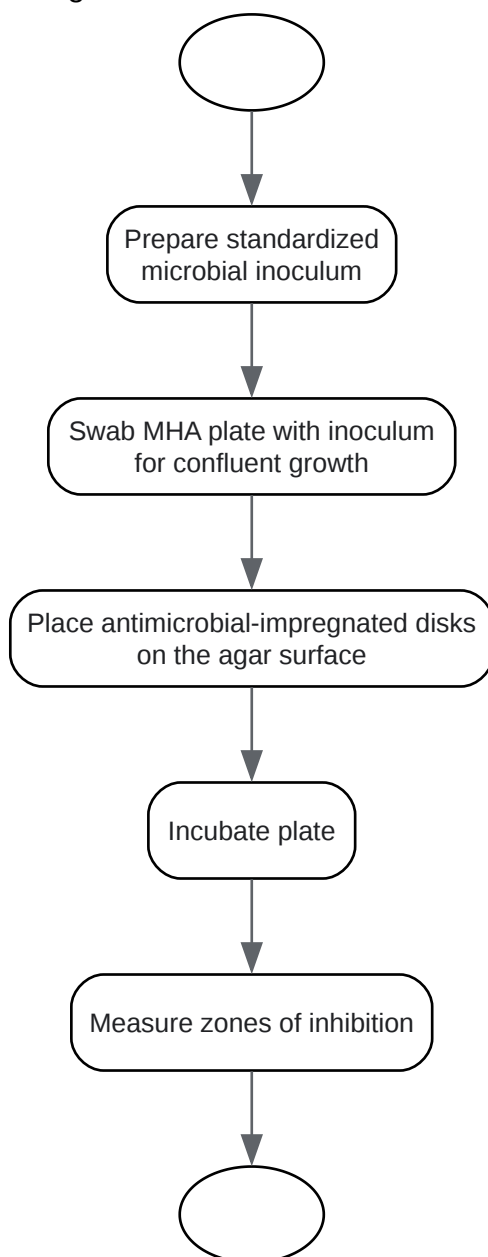 Prepare standardized
microbial inoculum
Swab MHA plate with inoculum
for confluent growth
Place antimicrobial-impregnated disks
on the agar surface
Incubate plate
Measure zones of inhibition